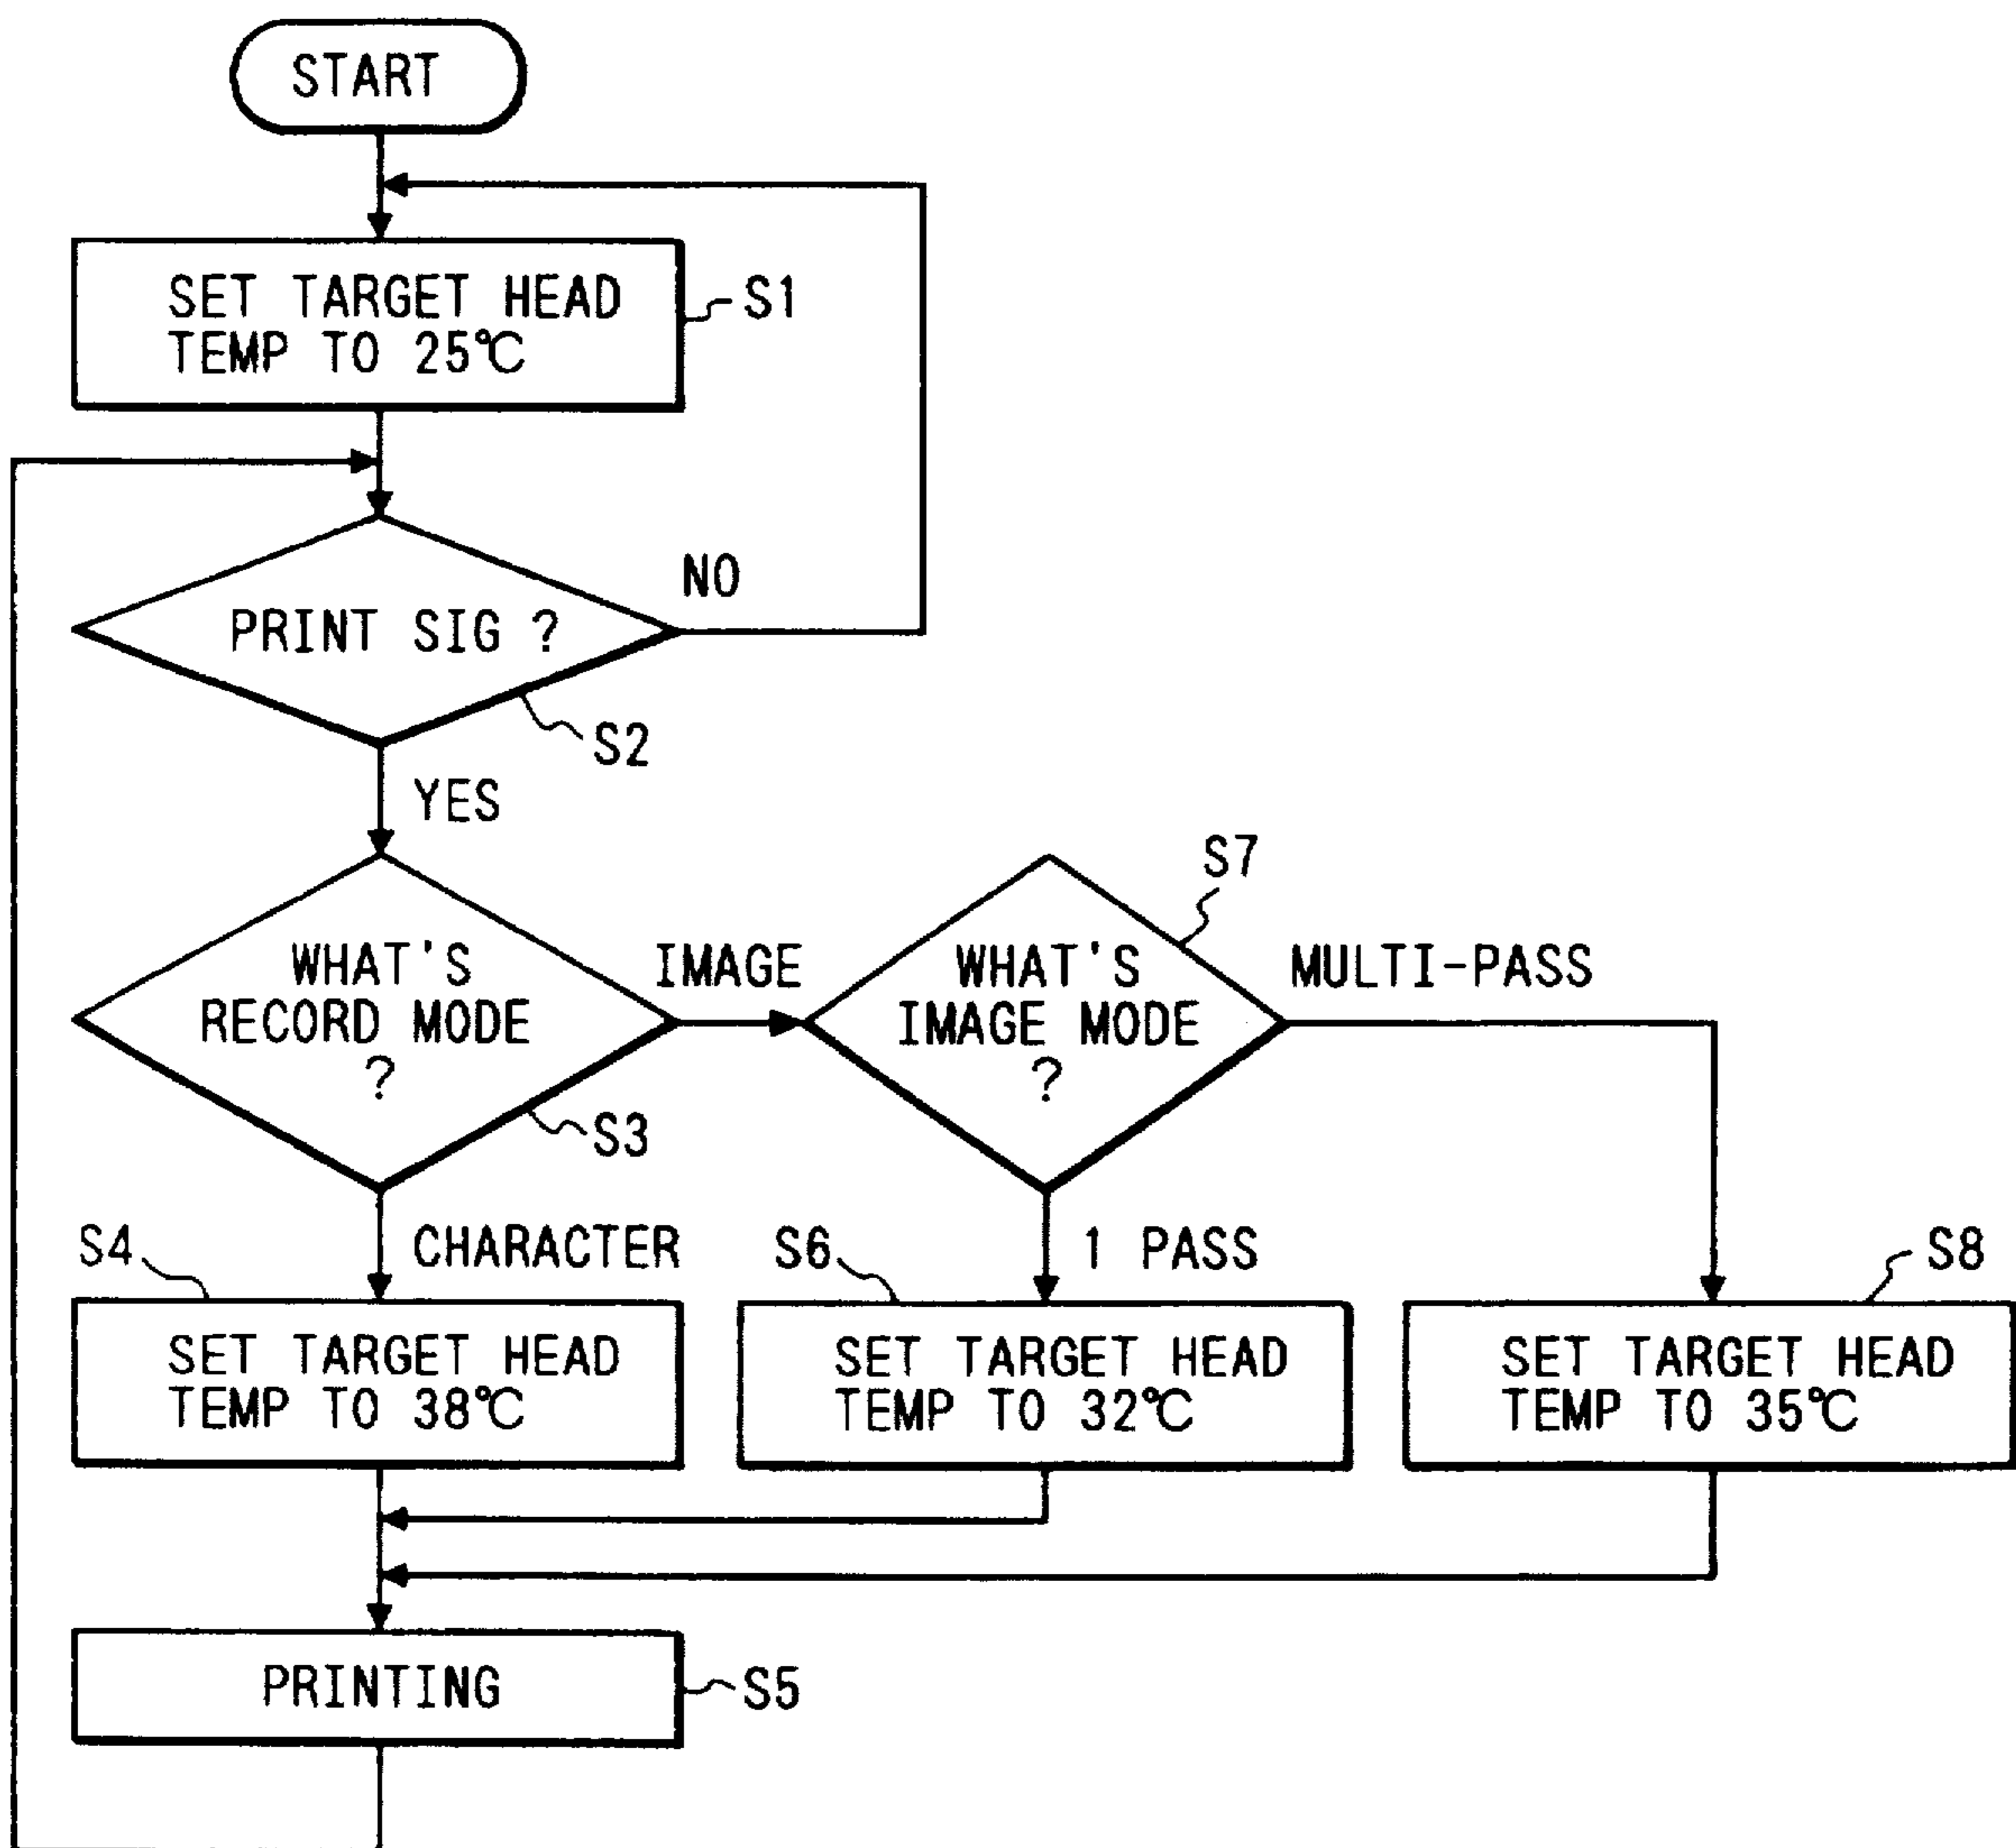 START
SET TARGET HEAD
TEMP TO 25℃
S1
PRINT SIG ?
NO
S2
YES
WHAT'S
RECORD MODE
?
S3
IMAGE
WHAT'S
IMAGE MODE
?
S7
MULTI-PASS
CHARACTER
1 PASS
S4
SET TARGET HEAD
TEMP TO 38℃
S6
SET TARGET HEAD
TEMP TO 32℃
S8
SET TARGET HEAD
TEMP TO 35℃
PRINTING
S5